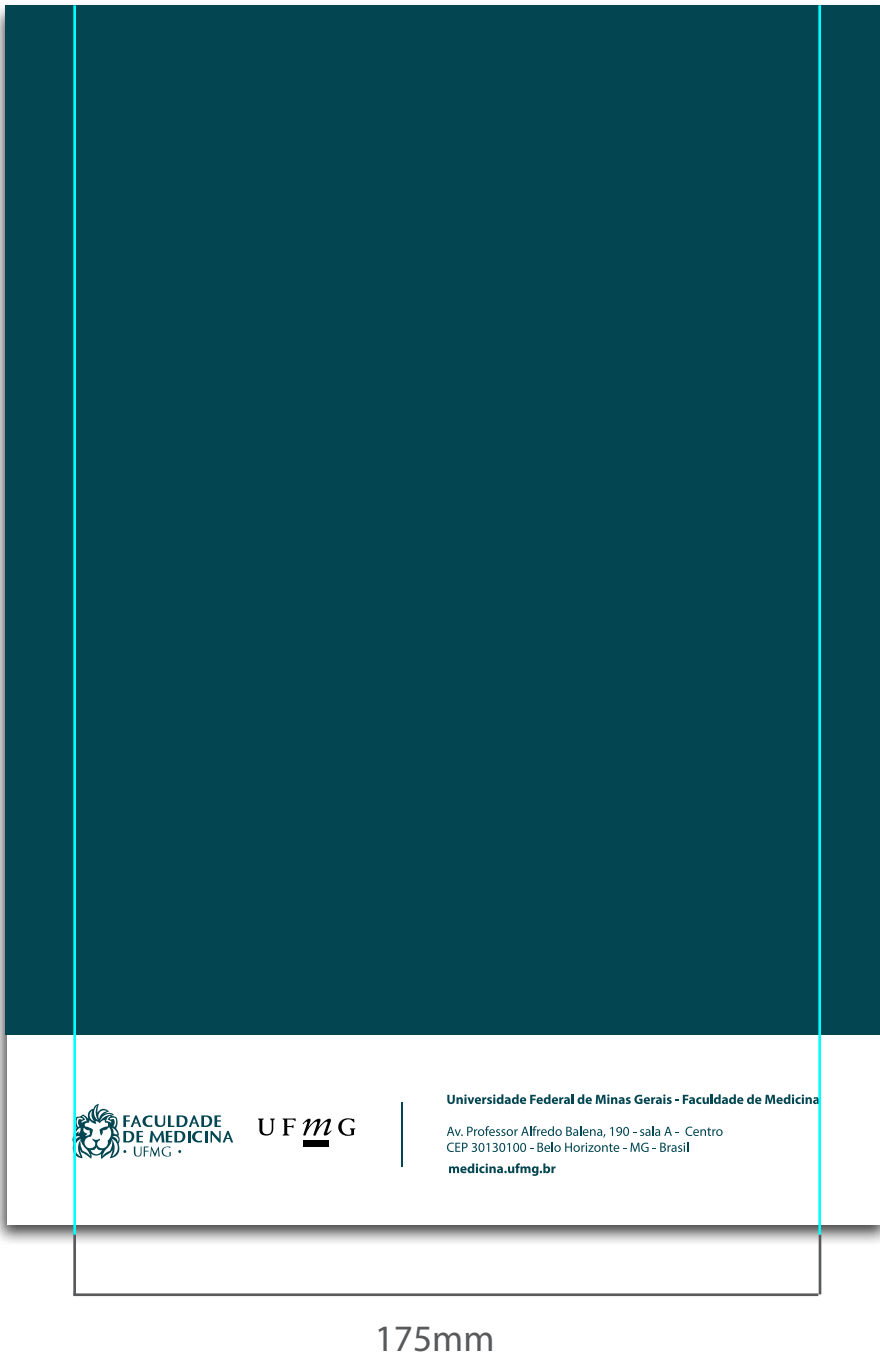 FACULDADE
DE MEDICINA
• UFMG •
UFmG
Universidade Federal de Minas Gerais - Faculdade de Medicina
Av. Professor Alfredo Balena, 190 - sala A - Centro
CEP 30130100 - Belo Horizonte - MG - Brasil
medicina.ufmg.br
175mm